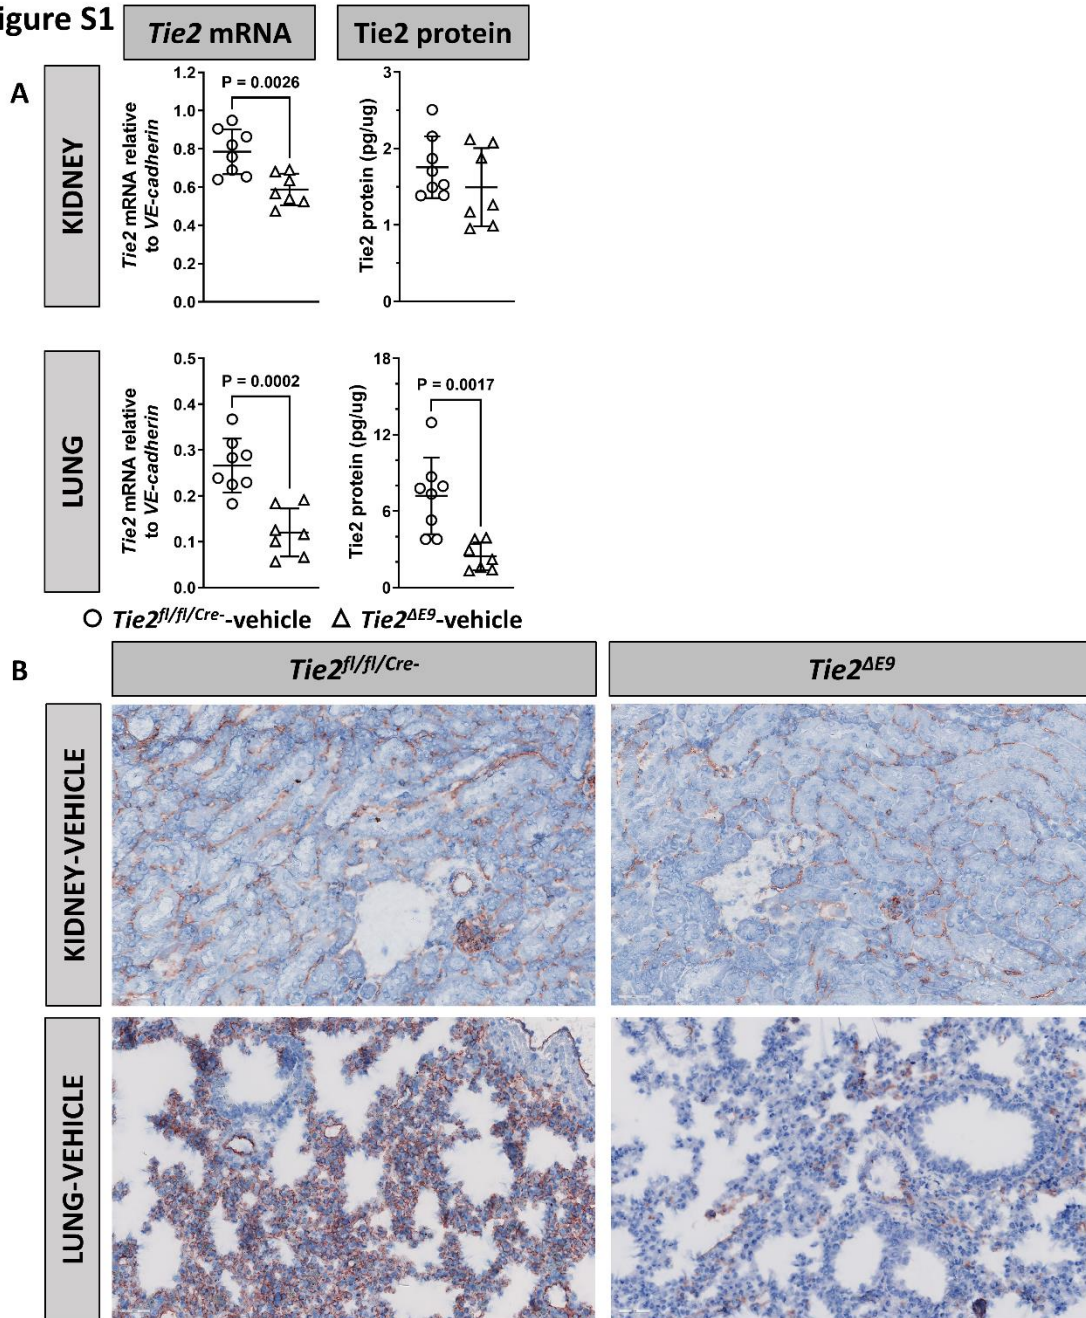 igure S1
Tie2 mRNA
Tie2 protein
A
KIDNEY
Tie2 mRNA relative
to VE-cadherin
1.2
1.0
0.8
0.6
0.4
0.2
0.0
P = 0.0026
Tie2 protein (pg/ug)
3
2
1
0
LUNG
Tie2 mRNA relative
to VE-cadherin
0.5
0.4
0.3
0.2
0.1
0.0
P = 0.0002
Tie2 protein (pg/ug)
18
12
6
0
P = 0.0017
Tie2fl/fl/Cre--vehicle
Tie2ΔE9-vehicle
B
Tie2fl/fl/Cre-
Tie2ΔE9
KIDNEY-VEHICLE
LUNG-VEHICLE